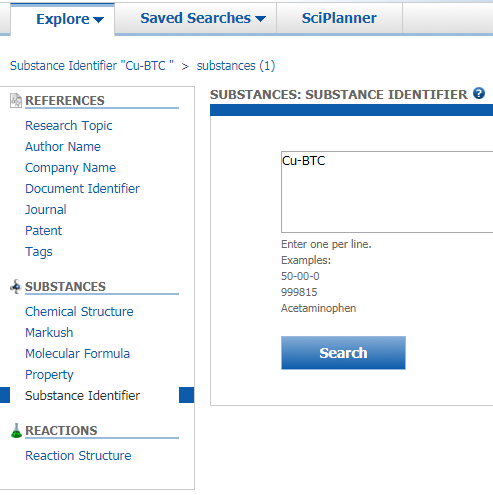 Explore Saved Searches SciPlanner
Substance Identifier "Cu-BTC " > substances (1)
REFERENCES
Research Topic
Author Name
Company Name
Document Identifier
Journal
Patent
Tags
SUBSTANCES
Chemical Structure
Markush
Molecular Formula
Property
Substance Identifier
REACTIONS
Reaction Structure
SUBSTANCES: SUBSTANCE IDENTIFIER ?
Cu-BTC
Enter one per line.
Examples:
50-00-0
999815
Acetaminophen
Search